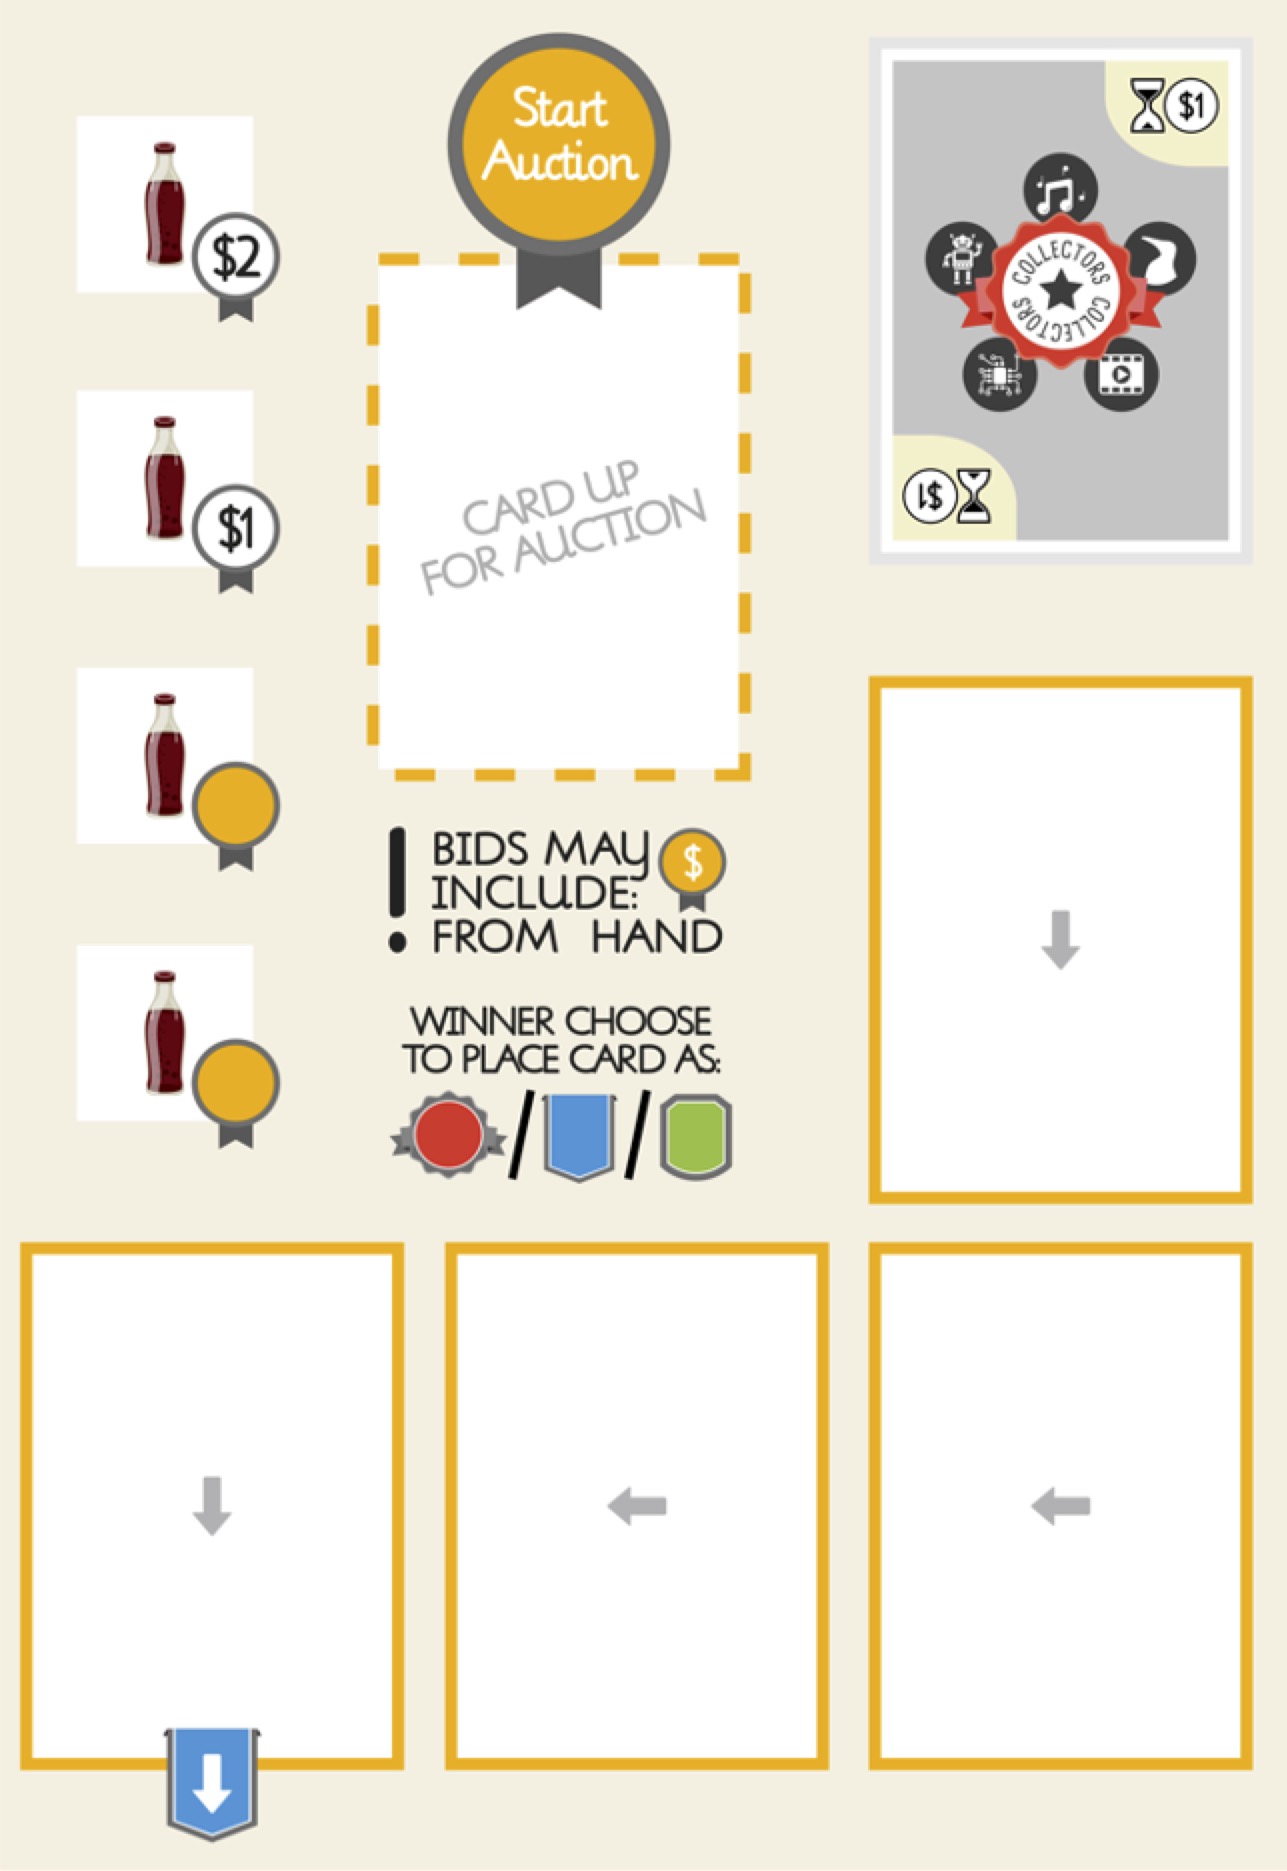 Start
Auction
$2
$1
CARD UP
FOR AUCTION
$1
COLLECTORS
COLLECTORS
$1
BIDS MAY $
INCLUDE:
FROM HAND
WINNER CHOOSE
TO PLACE CARD AS: